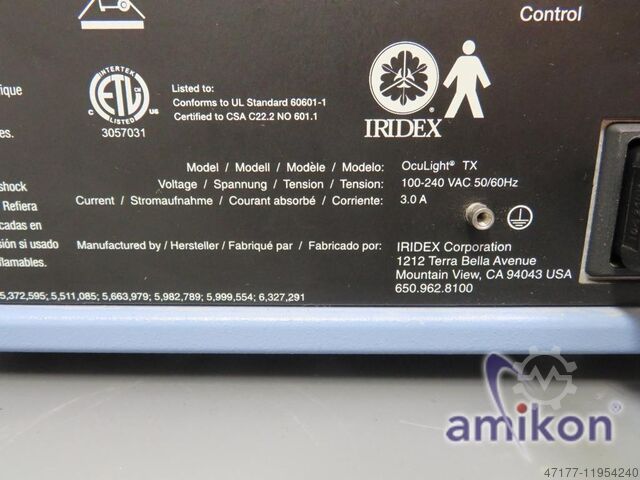 Control
ifique
es.
INTERTEK
ETL
CM
LISTED
C US
3057031
Listed to:
Conforms to UL Standard 60601-1
Certified to CSA C22.2 NO 601.1
IRIDEX
shock
Refiera
cadas en
sión si usado
flamables.
Model / Modell / Modèle / Modelo: OcuLight® TX
Voltage / Spannung / Tension / Tensión: 100-240 VAC 50/60Hz
Current / Stromaufnahme / Courant absorbé / Corriente: 3.0 A
Manufactured by / Hersteller / Fabriqué par / Fabricado por: IRIDEX Corporation
1212 Terra Bella Avenue
Mountain View, CA 94043 USA
650.962.8100
5,372,595; 5,511,085; 5,663,979; 5,982,789; 5,999,554; 6,327,291
amikon
47177-11954240